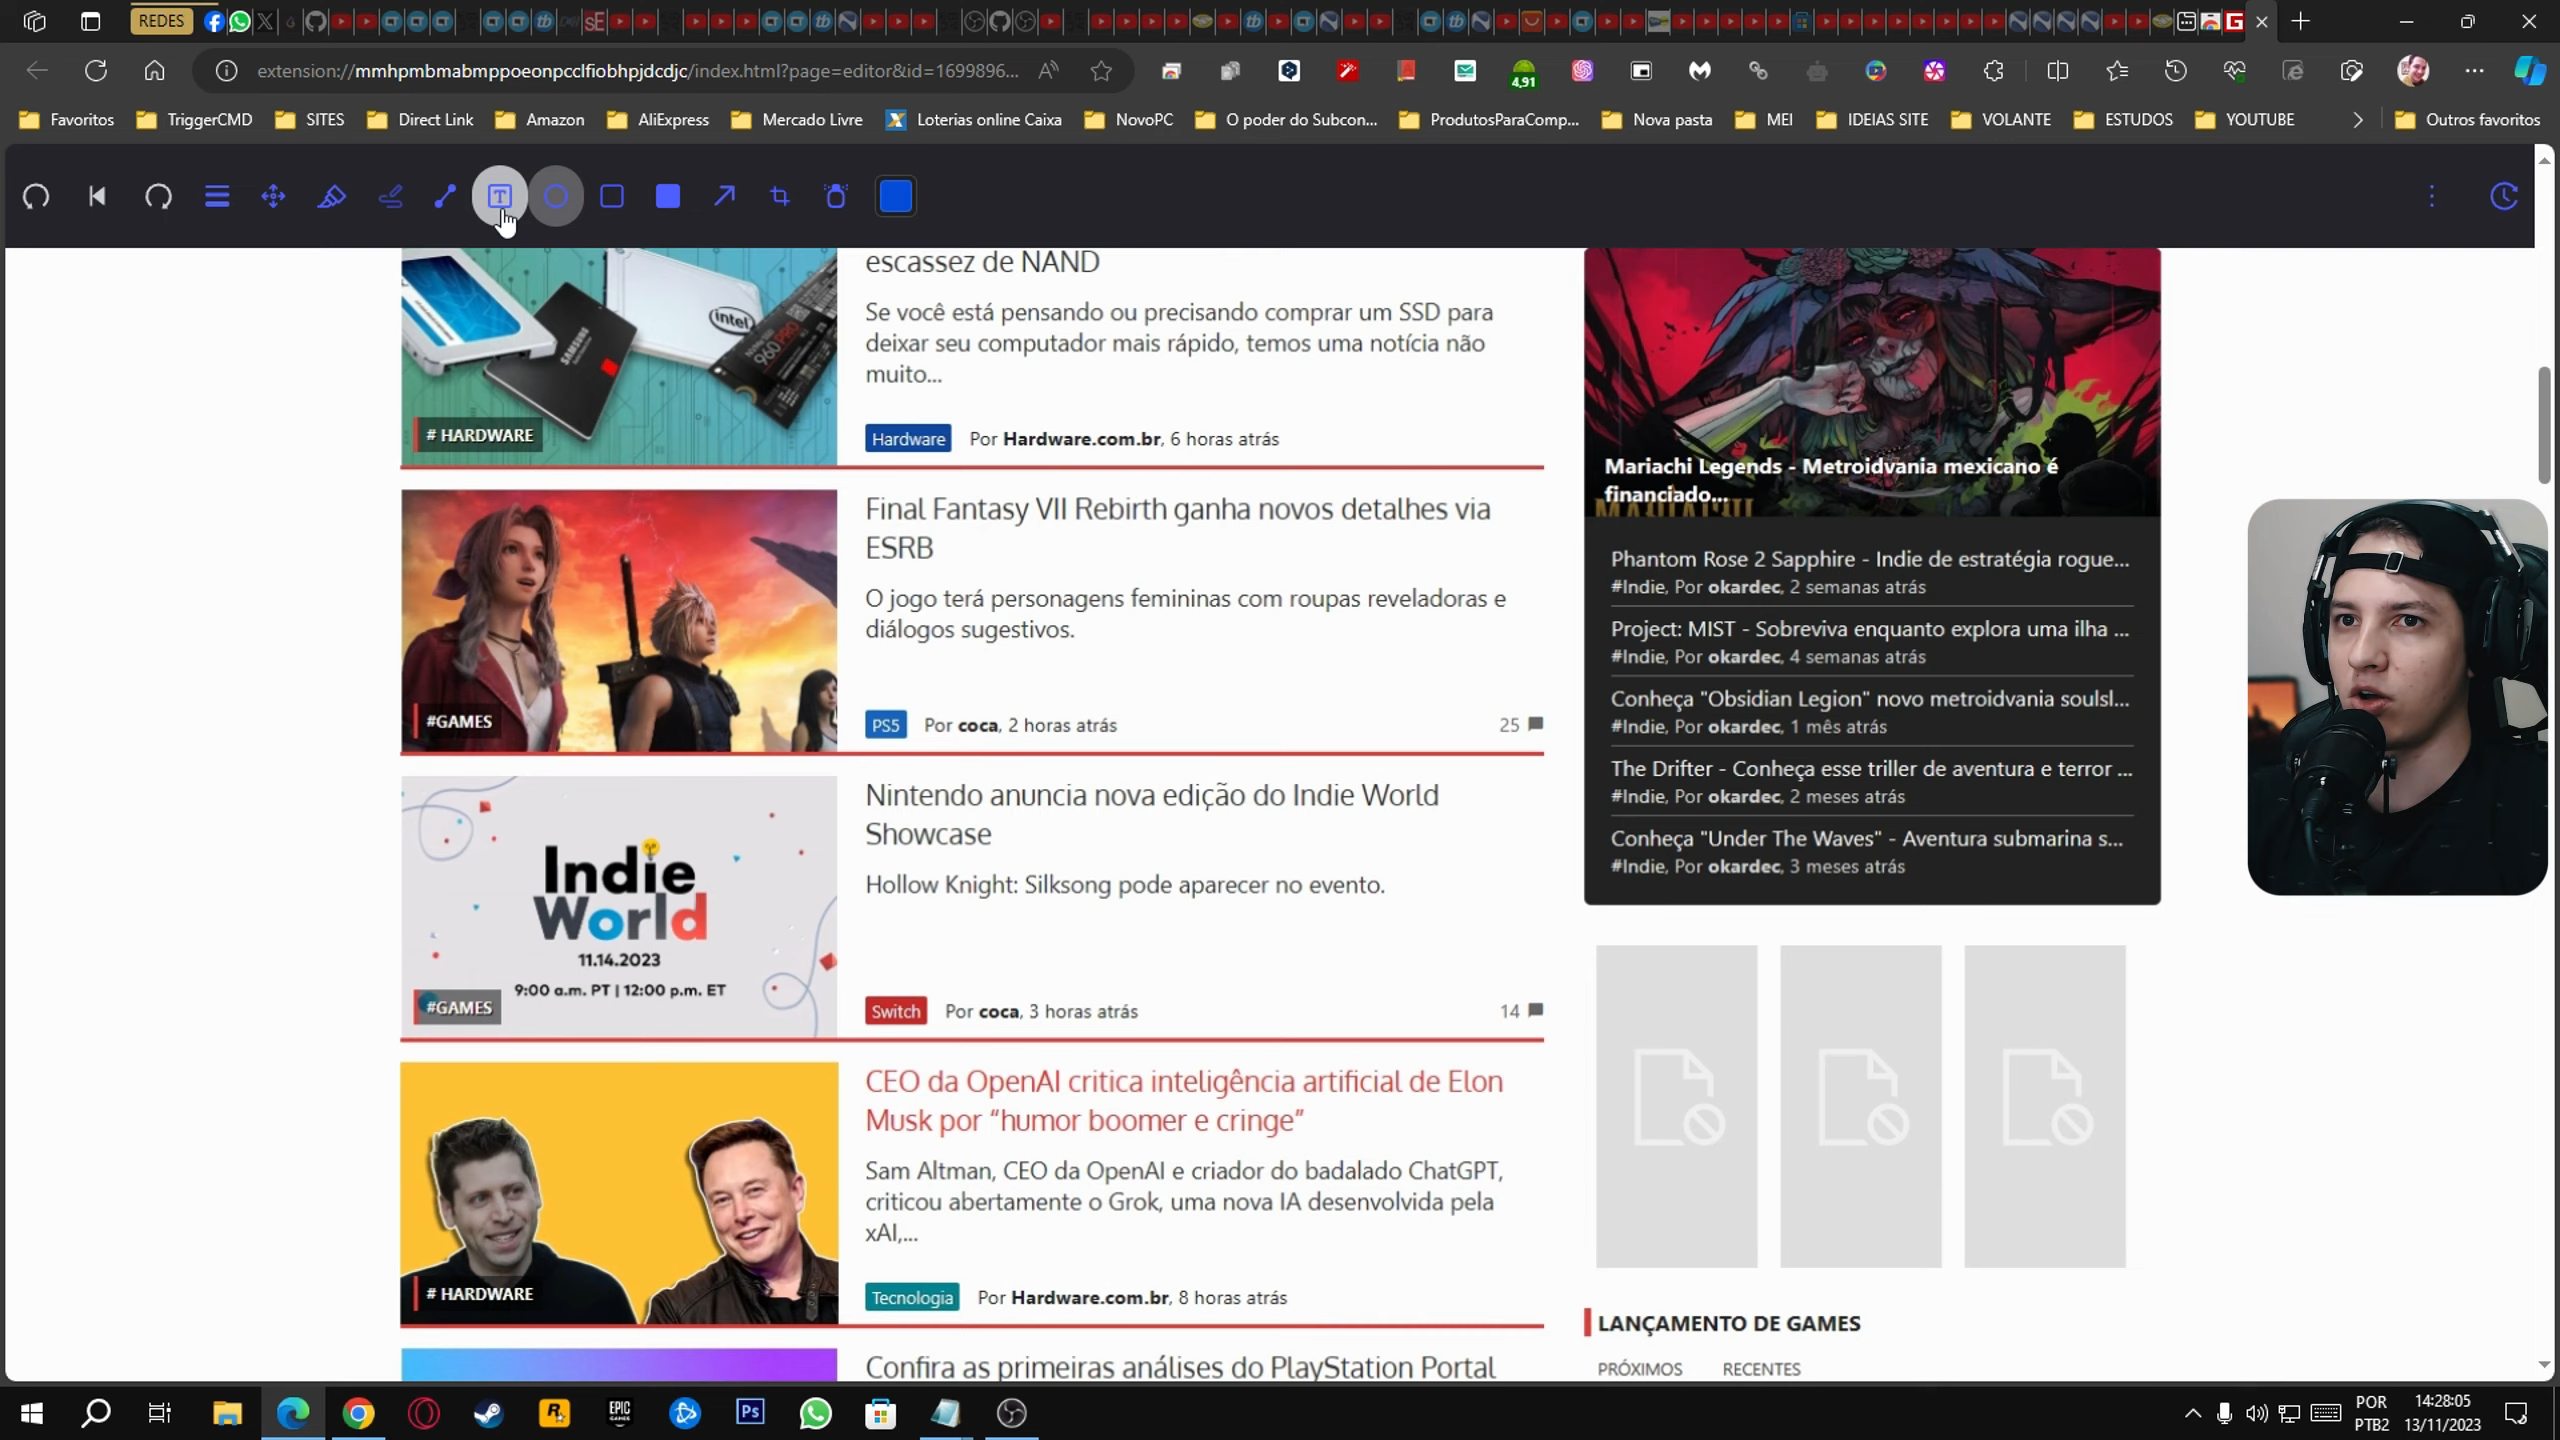 REDES
extension://mmhpmbmabmppoeonpcclfiobhpjdcdjc/index.html?page=editor&id=1699896...
4,91
Favoritos
TriggerCMD
SITES
Direct Link
Amazon
AliExpress
Mercado Livre
Loterias online Caixa
NovoPC
O poder do Subcon...
ProdutosParaComp...
Nova pasta
MEI
IDEIAS SITE
VOLANTE
ESTUDOS
YOUTUBE
Outros favoritos
escassez de NAND
Se você está pensando ou precisando comprar um SSD para
deixar seu computador mais rápido, temos uma notícia não
muito...
Hardware Por Hardware.com.br, 6 horas atrás
intel
SAMSUNG
960 PRO
# HARDWARE
Final Fantasy VII Rebirth ganha novos detalhes via
ESRB
O jogo terá personagens femininas com roupas reveladoras e
diálogos sugestivos.
PS5 Por coca, 2 horas atrás 25
#GAMES
Nintendo anuncia nova edição do Indie World
Showcase
Hollow Knight: Silksong pode aparecer no evento.
Switch Por coca, 3 horas atrás 14
Indie
World
11.14.2023
9:00 a.m. PT | 12:00 p.m. ET
#GAMES
CEO da OpenAI critica inteligência artificial de Elon
Musk por “humor boomer e cringe”
Sam Altman, CEO da OpenAI e criador do badalado ChatGPT,
criticou abertamente o Grok, uma nova IA desenvolvida pela
xAI,...
Tecnologia Por Hardware.com.br, 8 horas atrás
# HARDWARE
Confira as primeiras análises do PlayStation Portal
Mariachi Legends - Metroidvania mexicano é
financiado...
Phantom Rose 2 Sapphire - Indie de estratégia rogue...
#Indie, Por okardec, 2 semanas atrás
Project: MIST - Sobreviva enquanto explora uma ilha ...
#Indie, Por okardec, 4 semanas atrás
Conheça "Obsidian Legion" novo metroidvania soulsl...
#Indie, Por okardec, 1 mês atrás
The Drifter - Conheça esse triller de aventura e terror ...
#Indie, Por okardec, 2 meses atrás
Conheça "Under The Waves" - Aventura submarina s...
#Indie, Por okardec, 3 meses atrás
LANÇAMENTO DE GAMES
PRÓXIMOS RECENTES
EPIC
GAMES
Ps
POR
PTB2
14:28:05
13/11/2023